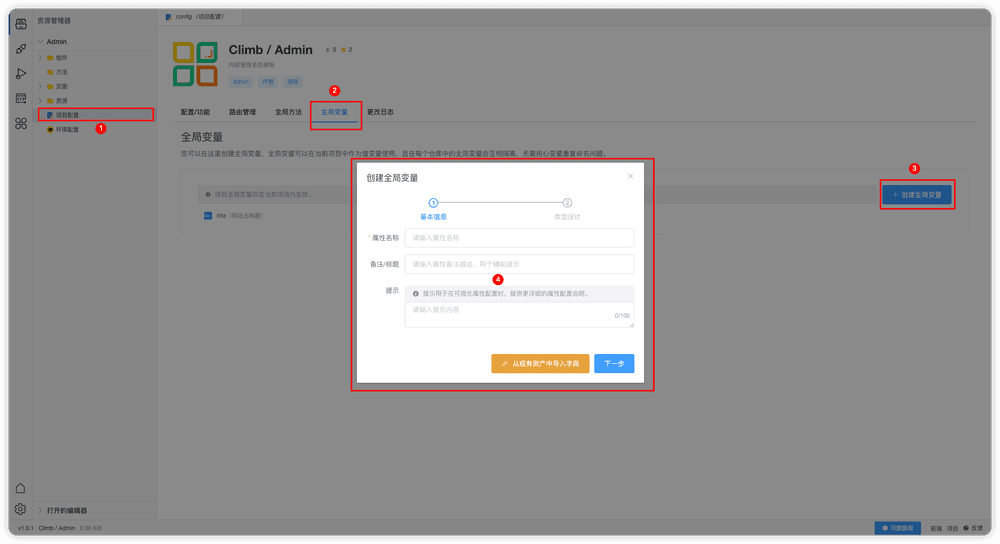 资源管理器
config（项目配置）
Admin
组件
方法
页面
资源
项目配置
1
环境配置
Climb / Admin
0
2
内部管理系统模板
admin
内管
模板
2
配置/功能
路由管理
全局方法
全局变量
更改日志
全局变量
您可以在这里创建全局变量，全局变量可以在当前项目中作为值变量使用，且在每个仓库中的全局变量会互相隔离，无需担心变量重复命名问题。
3
项目全局变量仅在当前项目内生效。
+ 创建全局变量
title（网站主标题）
创建全局变量
1
2
基本信息
类型设计
* 属性名称
请输入属性名称
备注/标题
请输入属性备注描述，用于辅助提示
4
提示
提示用于在可视化属性配置时，提供更详细的属性配置说明。
请输入提示内容
0/100
从现有资产中导入字段
下一步
打开的编辑器
v1.0.1
Climb / Admin
2.96 KiB
前端
项目
反馈